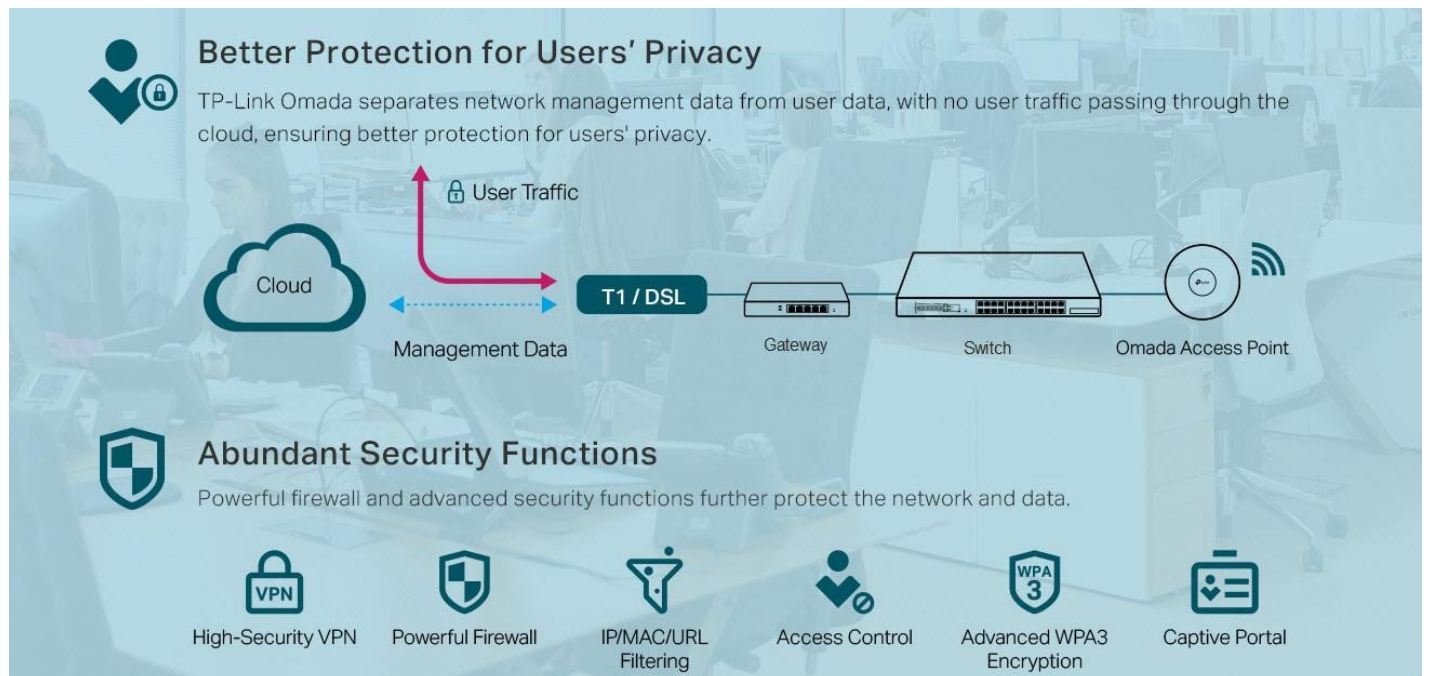 Better Protection for Users' Privacy
TP-Link Omada separates network management data from user data, with no user traffic passing through the
cloud, ensuring better protection for users' privacy.
User Traffic
Cloud
T1 / DSL
Management Data
Gateway
Switch
Omada Access Point
Abundant Security Functions
Powerful firewall and advanced security functions further protect the network and data.
VPN
WPA
3
High-Security VPN
Powerful Firewall
IP/MAC/URL
Filtering
Access Control
Advanced WPA3
Encryption
Captive Portal